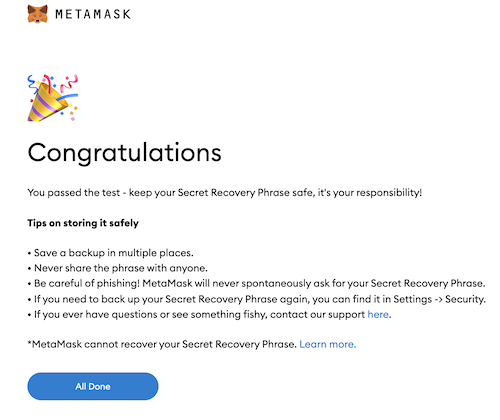 METAMASK
Congratulations
You passed the test - keep your Secret Recovery Phrase safe, it's your responsibility!
Tips on storing it safely
• Save a backup in multiple places.
• Never share the phrase with anyone.
• Be careful of phishing! MetaMask will never spontaneously ask for your Secret Recovery Phrase.
• If you need to back up your Secret Recovery Phrase again, you can find it in Settings -> Security.
• If you ever have questions or see something fishy, contact our support here.
*MetaMask cannot recover your Secret Recovery Phrase. Learn more.
All Done